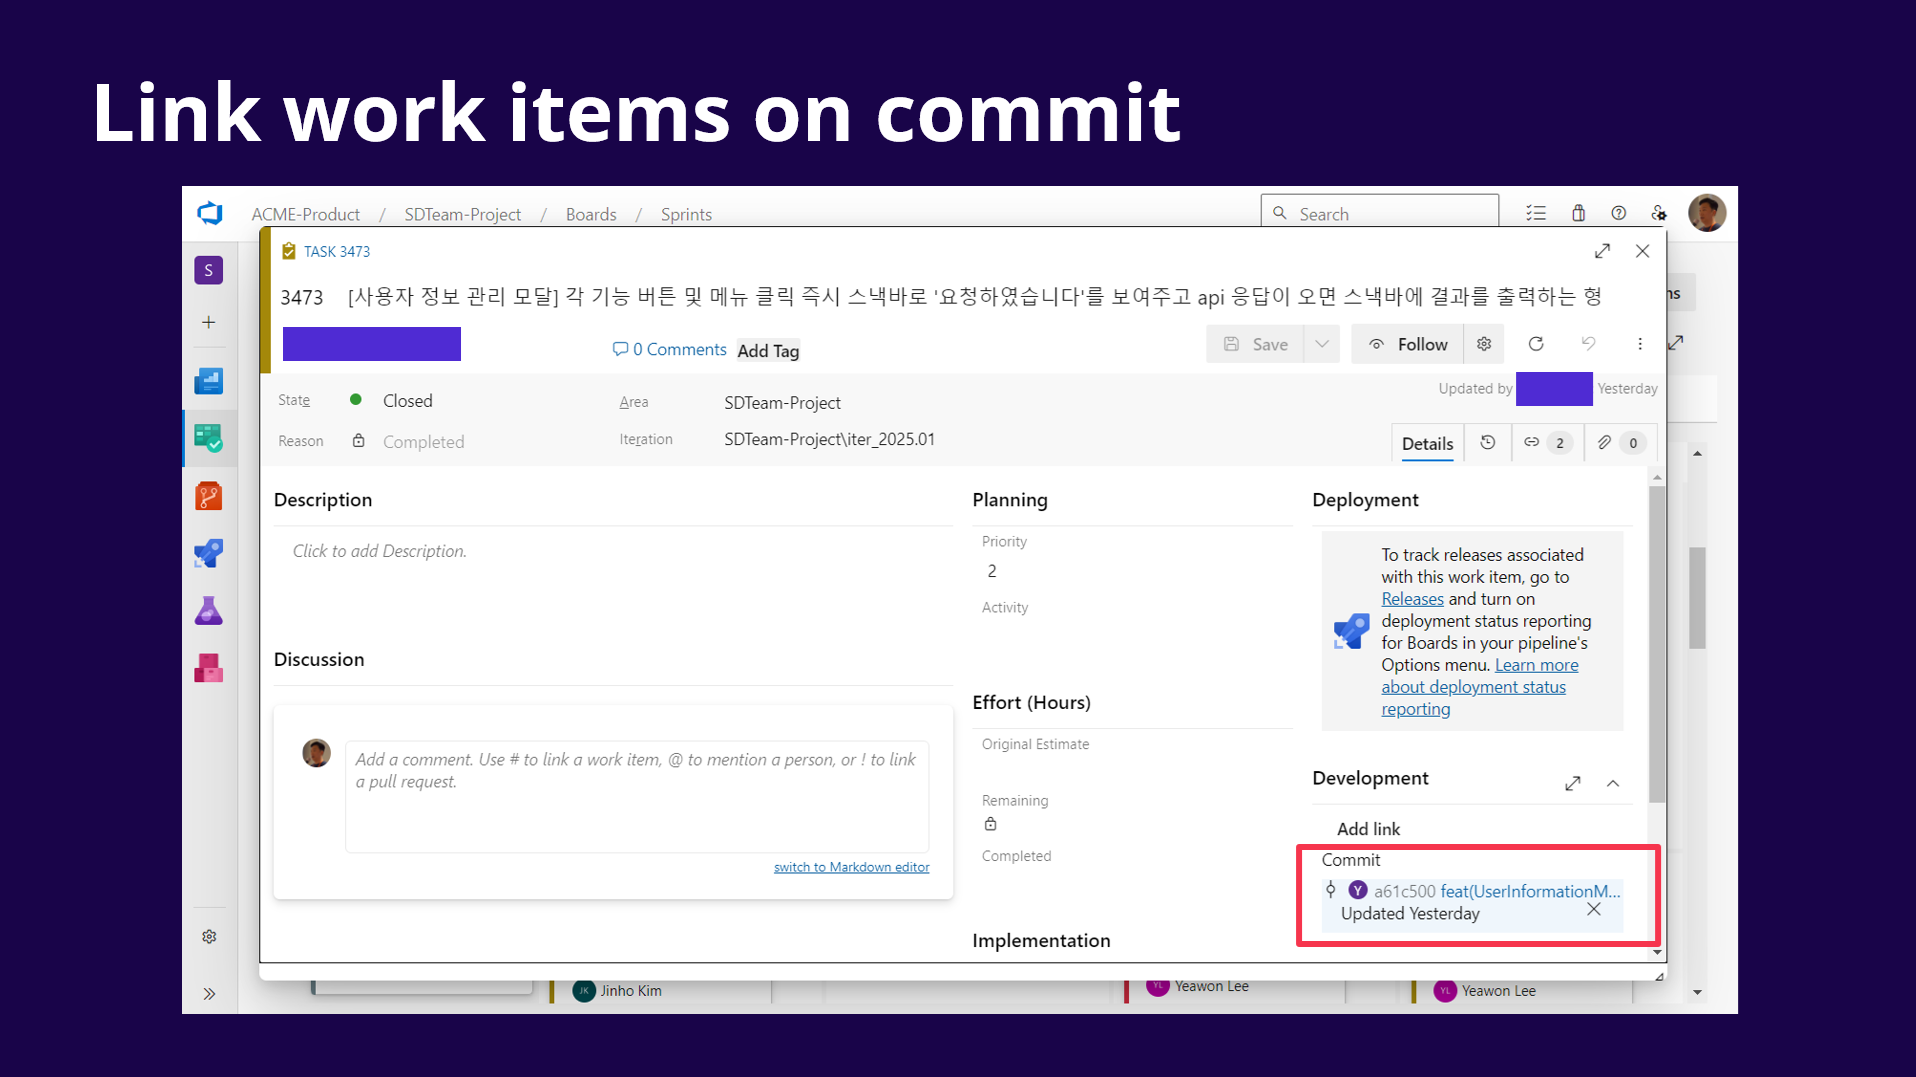 Link work items on commit
ACME-Product / SDTeam-Project / Boards / Sprints
Search
S
TASK 3473
3473 [사용자 정보 관리 모달] 각 기능 버튼 및 메뉴 클릭 즉시 스낵바로 '요청하였습니다'를 보여주고 api 응답이 오면 스낵바에 결과를 출력하는 형
ns
0 Comments
Add Tag
Save
Follow
Updated by
Yesterday
State
Closed
Area
SDTeam-Project
Reason
Completed
Iteration
SDTeam-Project\iter_2025.01
Details
2
0
Description
Click to add Description.
Discussion
Add a comment. Use # to link a work item, @ to mention a person, or ! to link
a pull request.
switch to Markdown editor
Planning
Priority
2
Activity
Effort (Hours)
Original Estimate
Remaining
Completed
Implementation
Deployment
To track releases associated
with this work item, go to
Releases and turn on
deployment status reporting
for Boards in your pipeline's
Options menu. Learn more
about deployment status
reporting
Development
Add link
Commit
Y a61c500 feat(UserInformationM...
Updated Yesterday
JK Jinho Kim
YL Yeawon Lee
YL Yeawon Lee